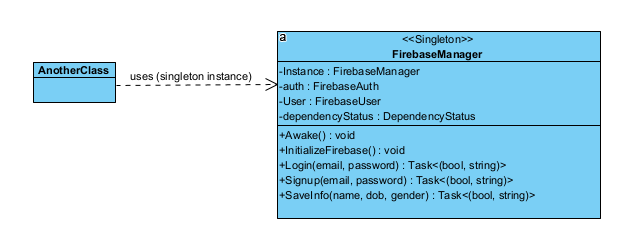 a
<<Singleton>>
FirebaseManager
AnotherClass
uses (singleton instance)
-Instance : FirebaseManager
-auth : FirebaseAuth
-User : FirebaseUser
-dependencyStatus : DependencyStatus
+Awake() : void
+InitializeFirebase() : void
+Login(email, password) : Task<(bool, string)>
+Signup(email, password) : Task<(bool, string)>
+SaveInfo(name, dob, gender) : Task<(bool, string)>